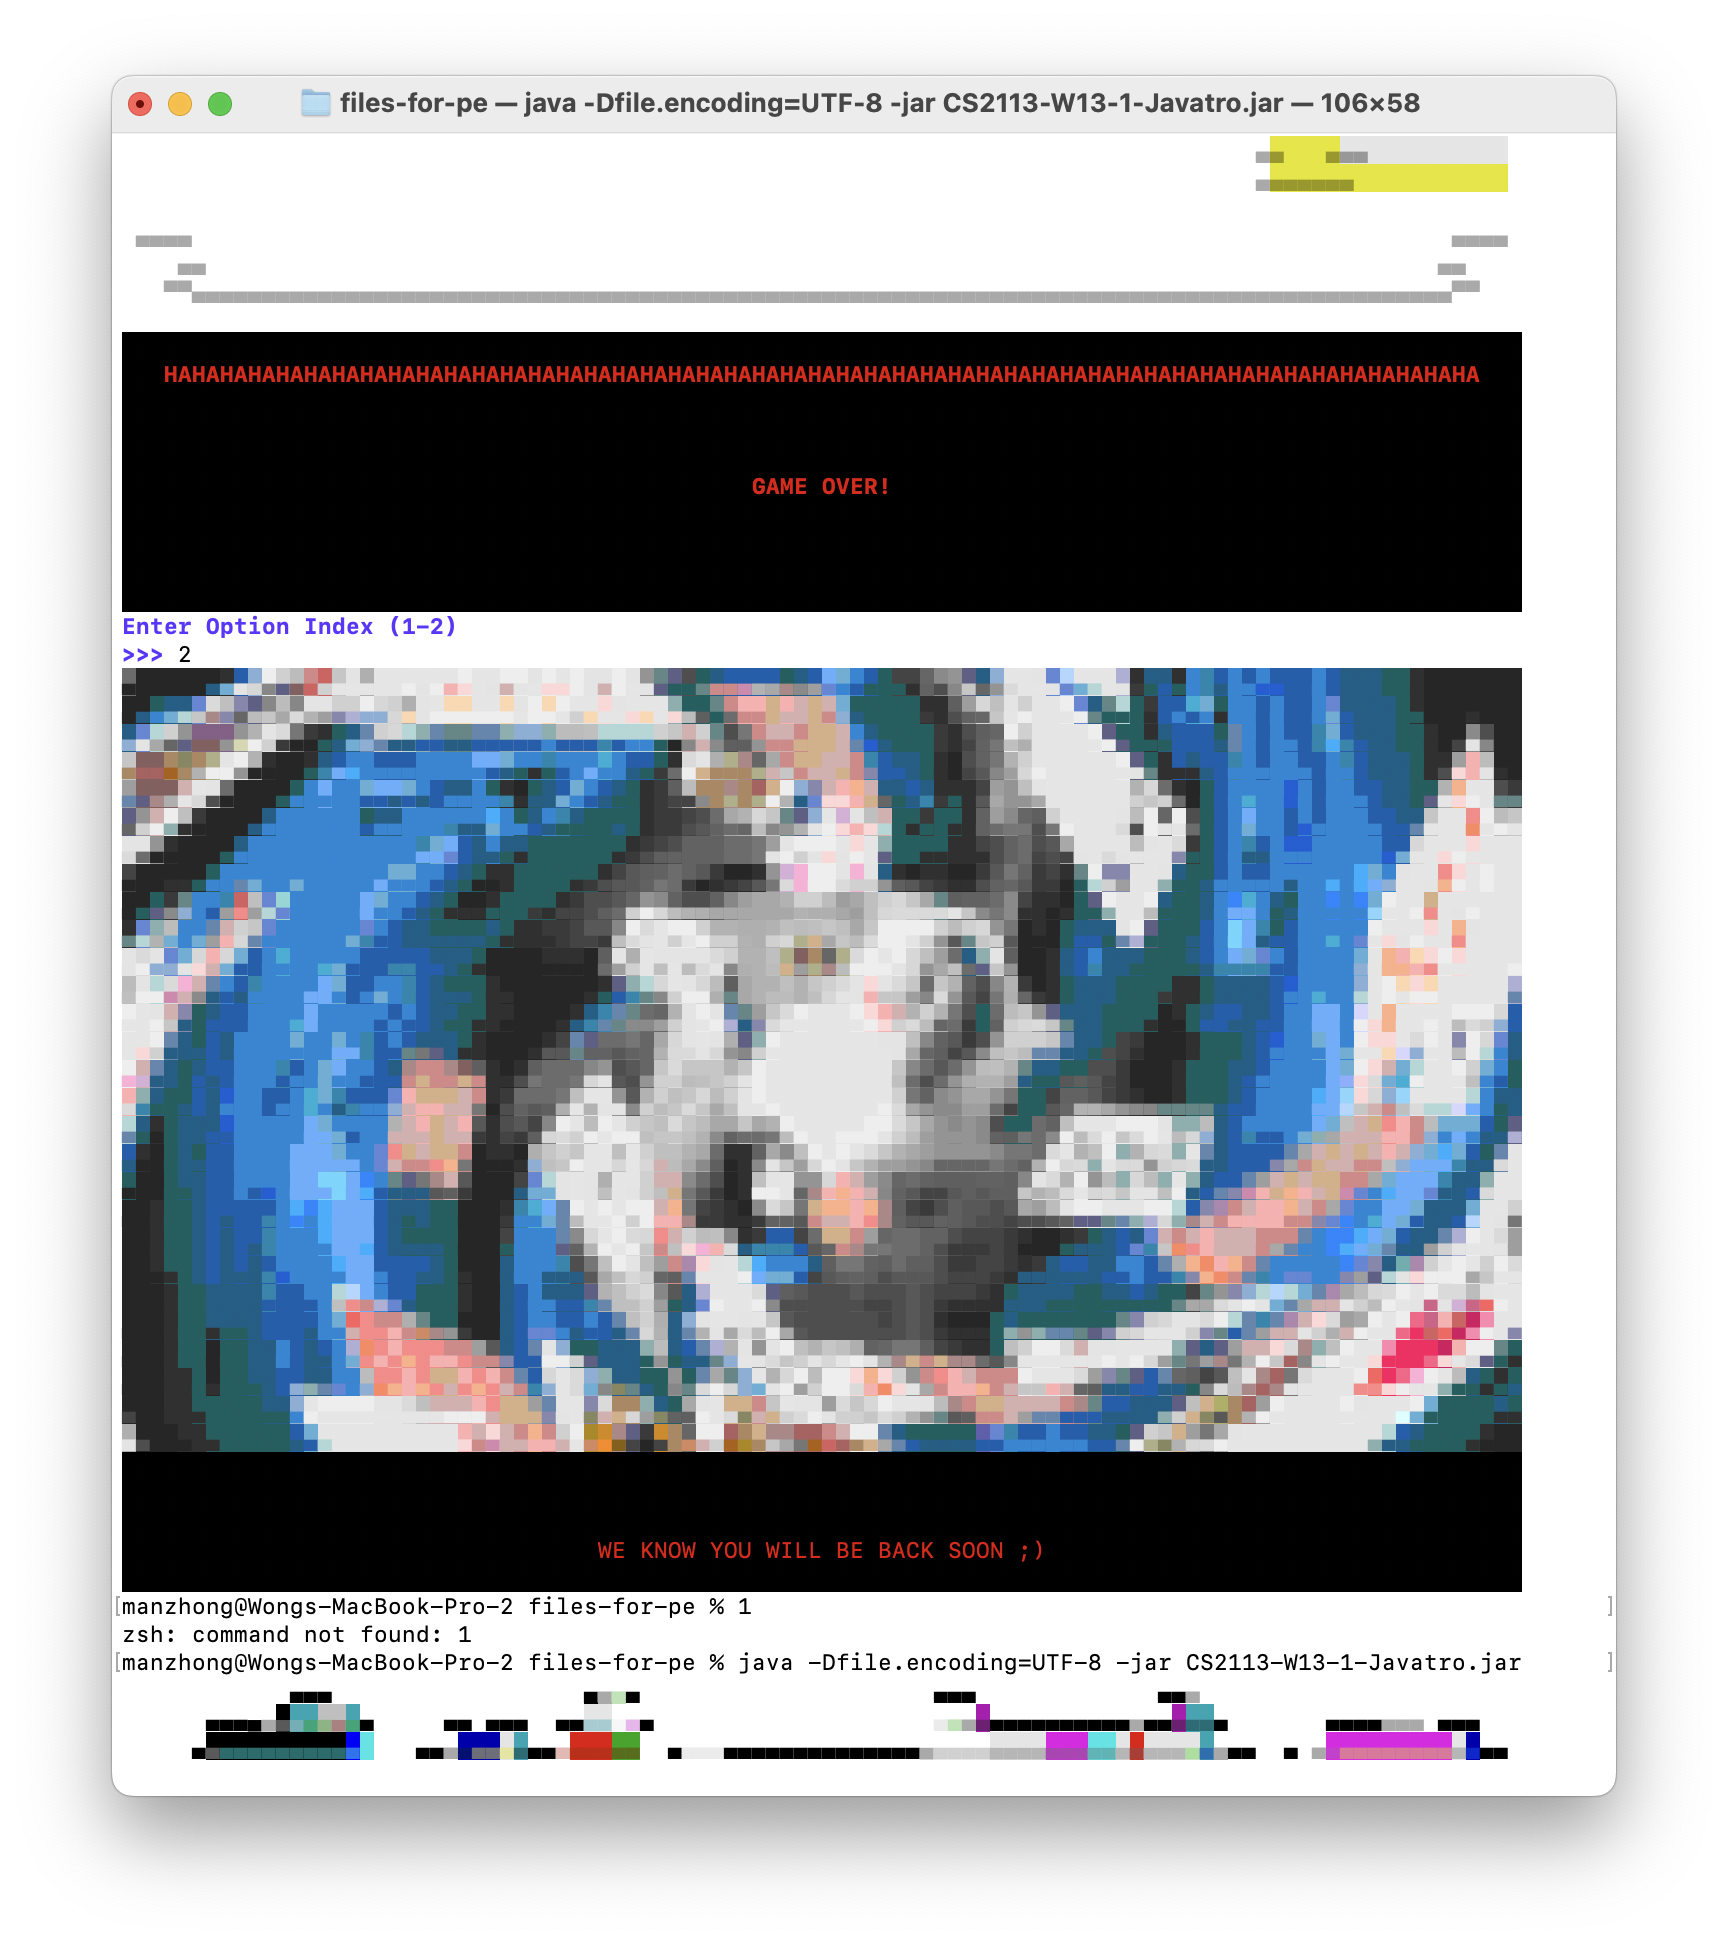 files-for-pe — java -Dfile.encoding=UTF-8 -jar CS2113-W13-1-Javatro.jar — 106×58
HAHAHAHAHAHAHAHAHAHAHAHAHAHAHAHAHAHAHAHAHAHAHAHAHAHAHAHAHAHAHAHAHAHAHAHAHAHAHAHAHAHAHAHAHAHA
GAME OVER!
Enter Option Index (1-2)
>>> 2
WE KNOW YOU WILL BE BACK SOON ;)
[manzhong@Wongs-MacBook-Pro-2 files-for-pe % 1 ]
zsh: command not found: 1
[manzhong@Wongs-MacBook-Pro-2 files-for-pe % java -Dfile.encoding=UTF-8 -jar CS2113-W13-1-Javatro.jar ]